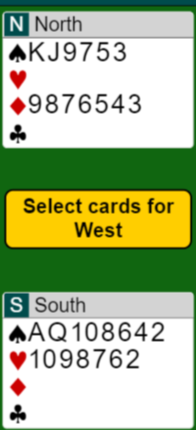 N North
♠KJ9753
♥
♦9876543
♣
Select cards for
West
S South
♠AQ108642
♥1098762
♦
♣